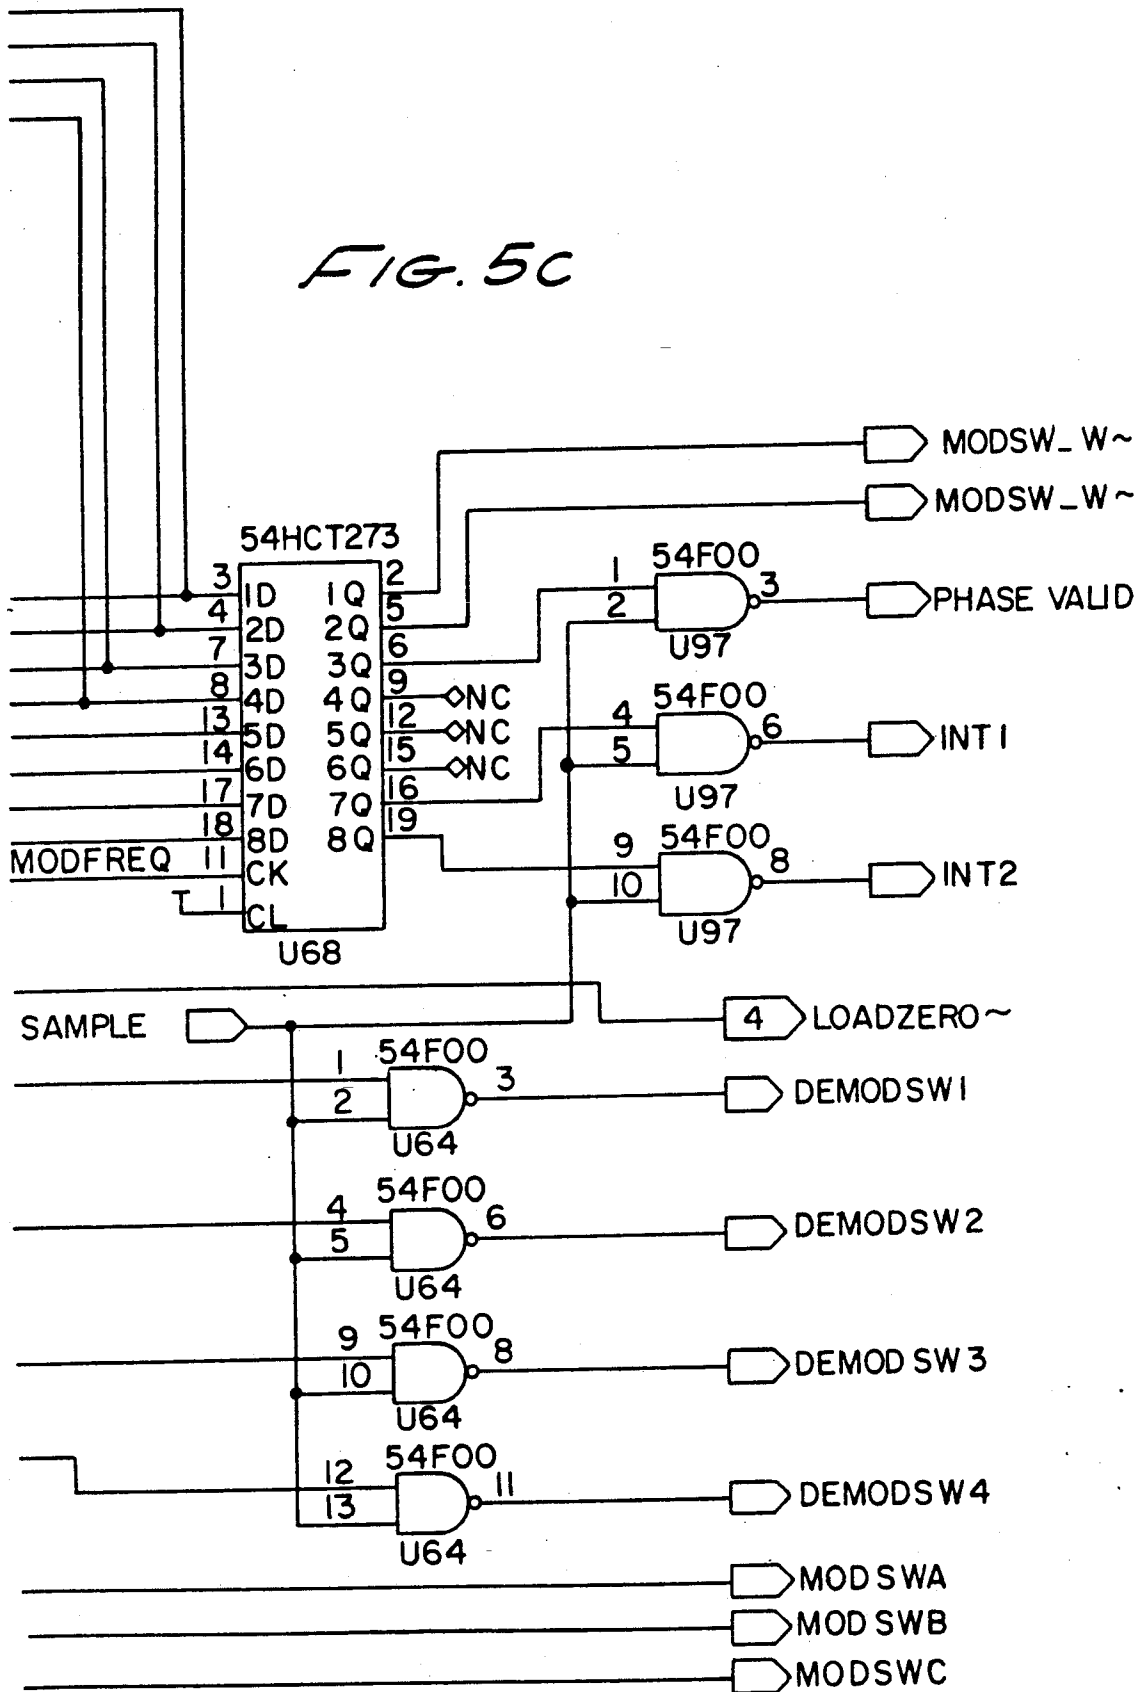 FIG. 5C
MODSW_W~
MODSW_W~
54HCT273
54F00
3 1D 1Q 2
1
2
3
PHASE VALID
4 2D 2Q 5
U97
7 3D 3Q 6
8 4D 4Q 9 NC
54F00
13 5D 5Q 12 NC
4
5
6
INT1
14 6D 6Q 15 NC
17 7D 7Q 16
U97
18 8D 8Q 19
54F00
MODFREQ 11 CK
9
10
8
INT2
1 CL
U97
U68
SAMPLE
4 LOADZERO~
54F00
1
2
3
DEMODSW1
U64
54F00
4
5
6
DEMODSW2
U64
54F00
9
10
8
DEMODSW3
U64
54F00
12
13
11
DEMODSW4
U64
MODSWA
MODSWB
MODSWC